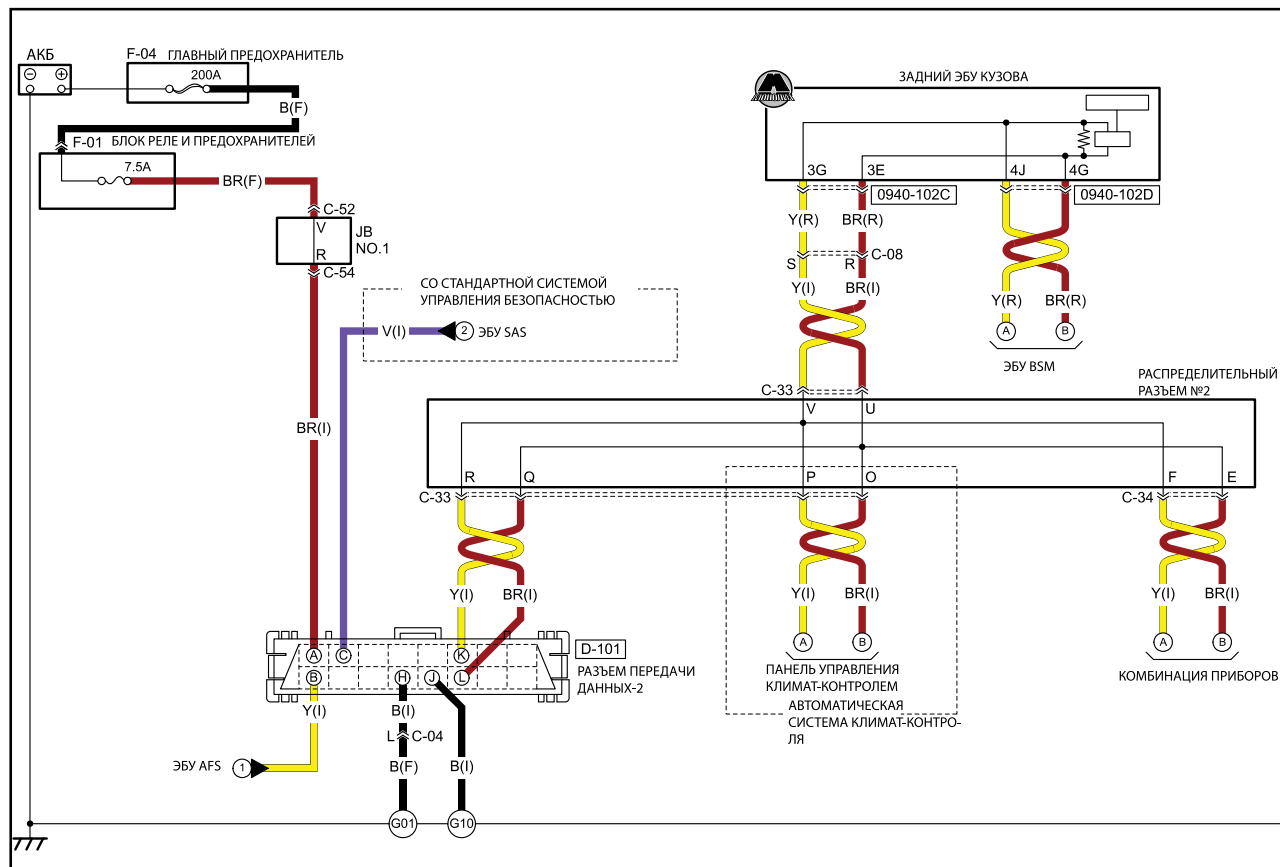 АКБ
F-04 ГЛАВНЫЙ ПРЕДОХРАНИТЕЛЬ
200A
B(F)
F-01 БЛОК РЕЛЕ И ПРЕДОХРАНИТЕЛЕЙ
7.5A
BR(F)
C-52
V
JB
NO.1
R
C-54
СО СТАНДАРТНОЙ СИСТЕМОЙ
УПРАВЛЕНИЯ БЕЗОПАСНОСТЬЮ
V(I)
2 ЭБУ SAS
BR(I)
ЗАДНИЙ ЭБУ КУЗОВА
3G 3E 4J 4G
0940-102C 0940-102D
Y(R) BR(R)
S R C-08
Y(I) BR(I)
Y(R) BR(R)
A B
ЭБУ BSM
РАСПРЕДЕЛИТЕЛЬНЫЙ
РАЗЪЕМ №2
C-33
V U
R Q P O F E
C-33 C-34
Y(I) BR(I) Y(I) BR(I) Y(I) BR(I)
A B
ПАНЕЛЬ УПРАВЛЕНИЯ
КЛИМАТ-КОНТРОЛЕМ
АВТОМАТИЧЕСКАЯ
СИСТЕМА КЛИМАТ-КОНТРО-
ЛЯ
A B
КОМБИНАЦИЯ ПРИБОРОВ
A C K
B H J L
D-101
РАЗЪЕМ ПЕРЕДАЧИ
ДАННЫХ-2
Y(I) B(I)
L C-04
ЭБУ AFS 1
B(F) B(I)
G01 G10